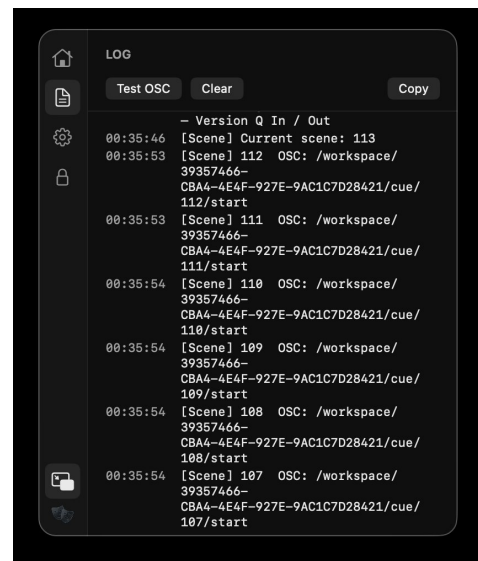 LOG
Test OSC Clear Copy
— Version Q In / Out
00:35:46 [Scene] Current scene: 113
00:35:53 [Scene] 112 OSC: /workspace/
39357466-
CBA4-4E4F-927E-9AC1C7D28421/cue/
112/start
00:35:53 [Scene] 111 OSC: /workspace/
39357466-
CBA4-4E4F-927E-9AC1C7D28421/cue/
111/start
00:35:54 [Scene] 110 OSC: /workspace/
39357466-
CBA4-4E4F-927E-9AC1C7D28421/cue/
110/start
00:35:54 [Scene] 109 OSC: /workspace/
39357466-
CBA4-4E4F-927E-9AC1C7D28421/cue/
109/start
00:35:54 [Scene] 108 OSC: /workspace/
39357466-
CBA4-4E4F-927E-9AC1C7D28421/cue/
108/start
00:35:54 [Scene] 107 OSC: /workspace/
39357466-
CBA4-4E4F-927E-9AC1C7D28421/cue/
107/start